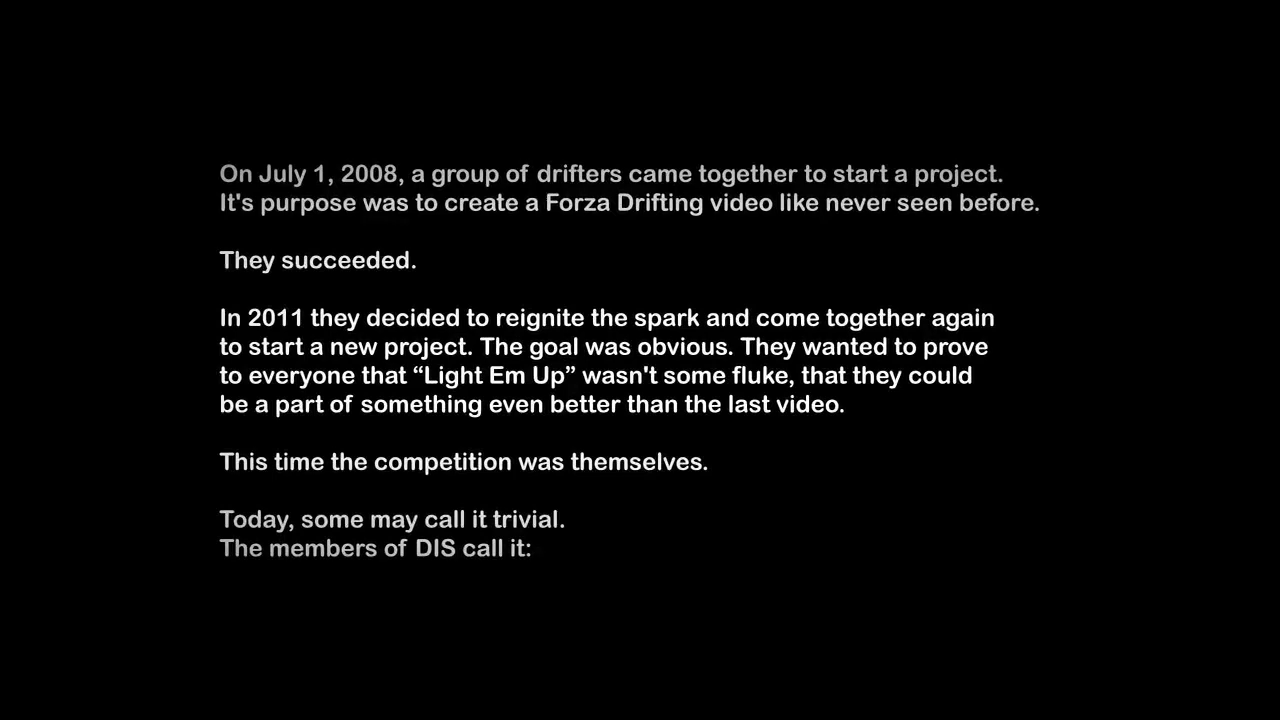 On July 1, 2008, a group of drifters came together to start a project.
It's purpose was to create a Forza Drifting video like never seen before.
They succeeded.
In 2011 they decided to reignite the spark and come together again
to start a new project. The goal was obvious. They wanted to prove
to everyone that “Light Em Up” wasn't some fluke, that they could
be a part of something even better than the last video.
This time the competition was themselves.
Today, some may call it trivial.
The members of DIS call it: